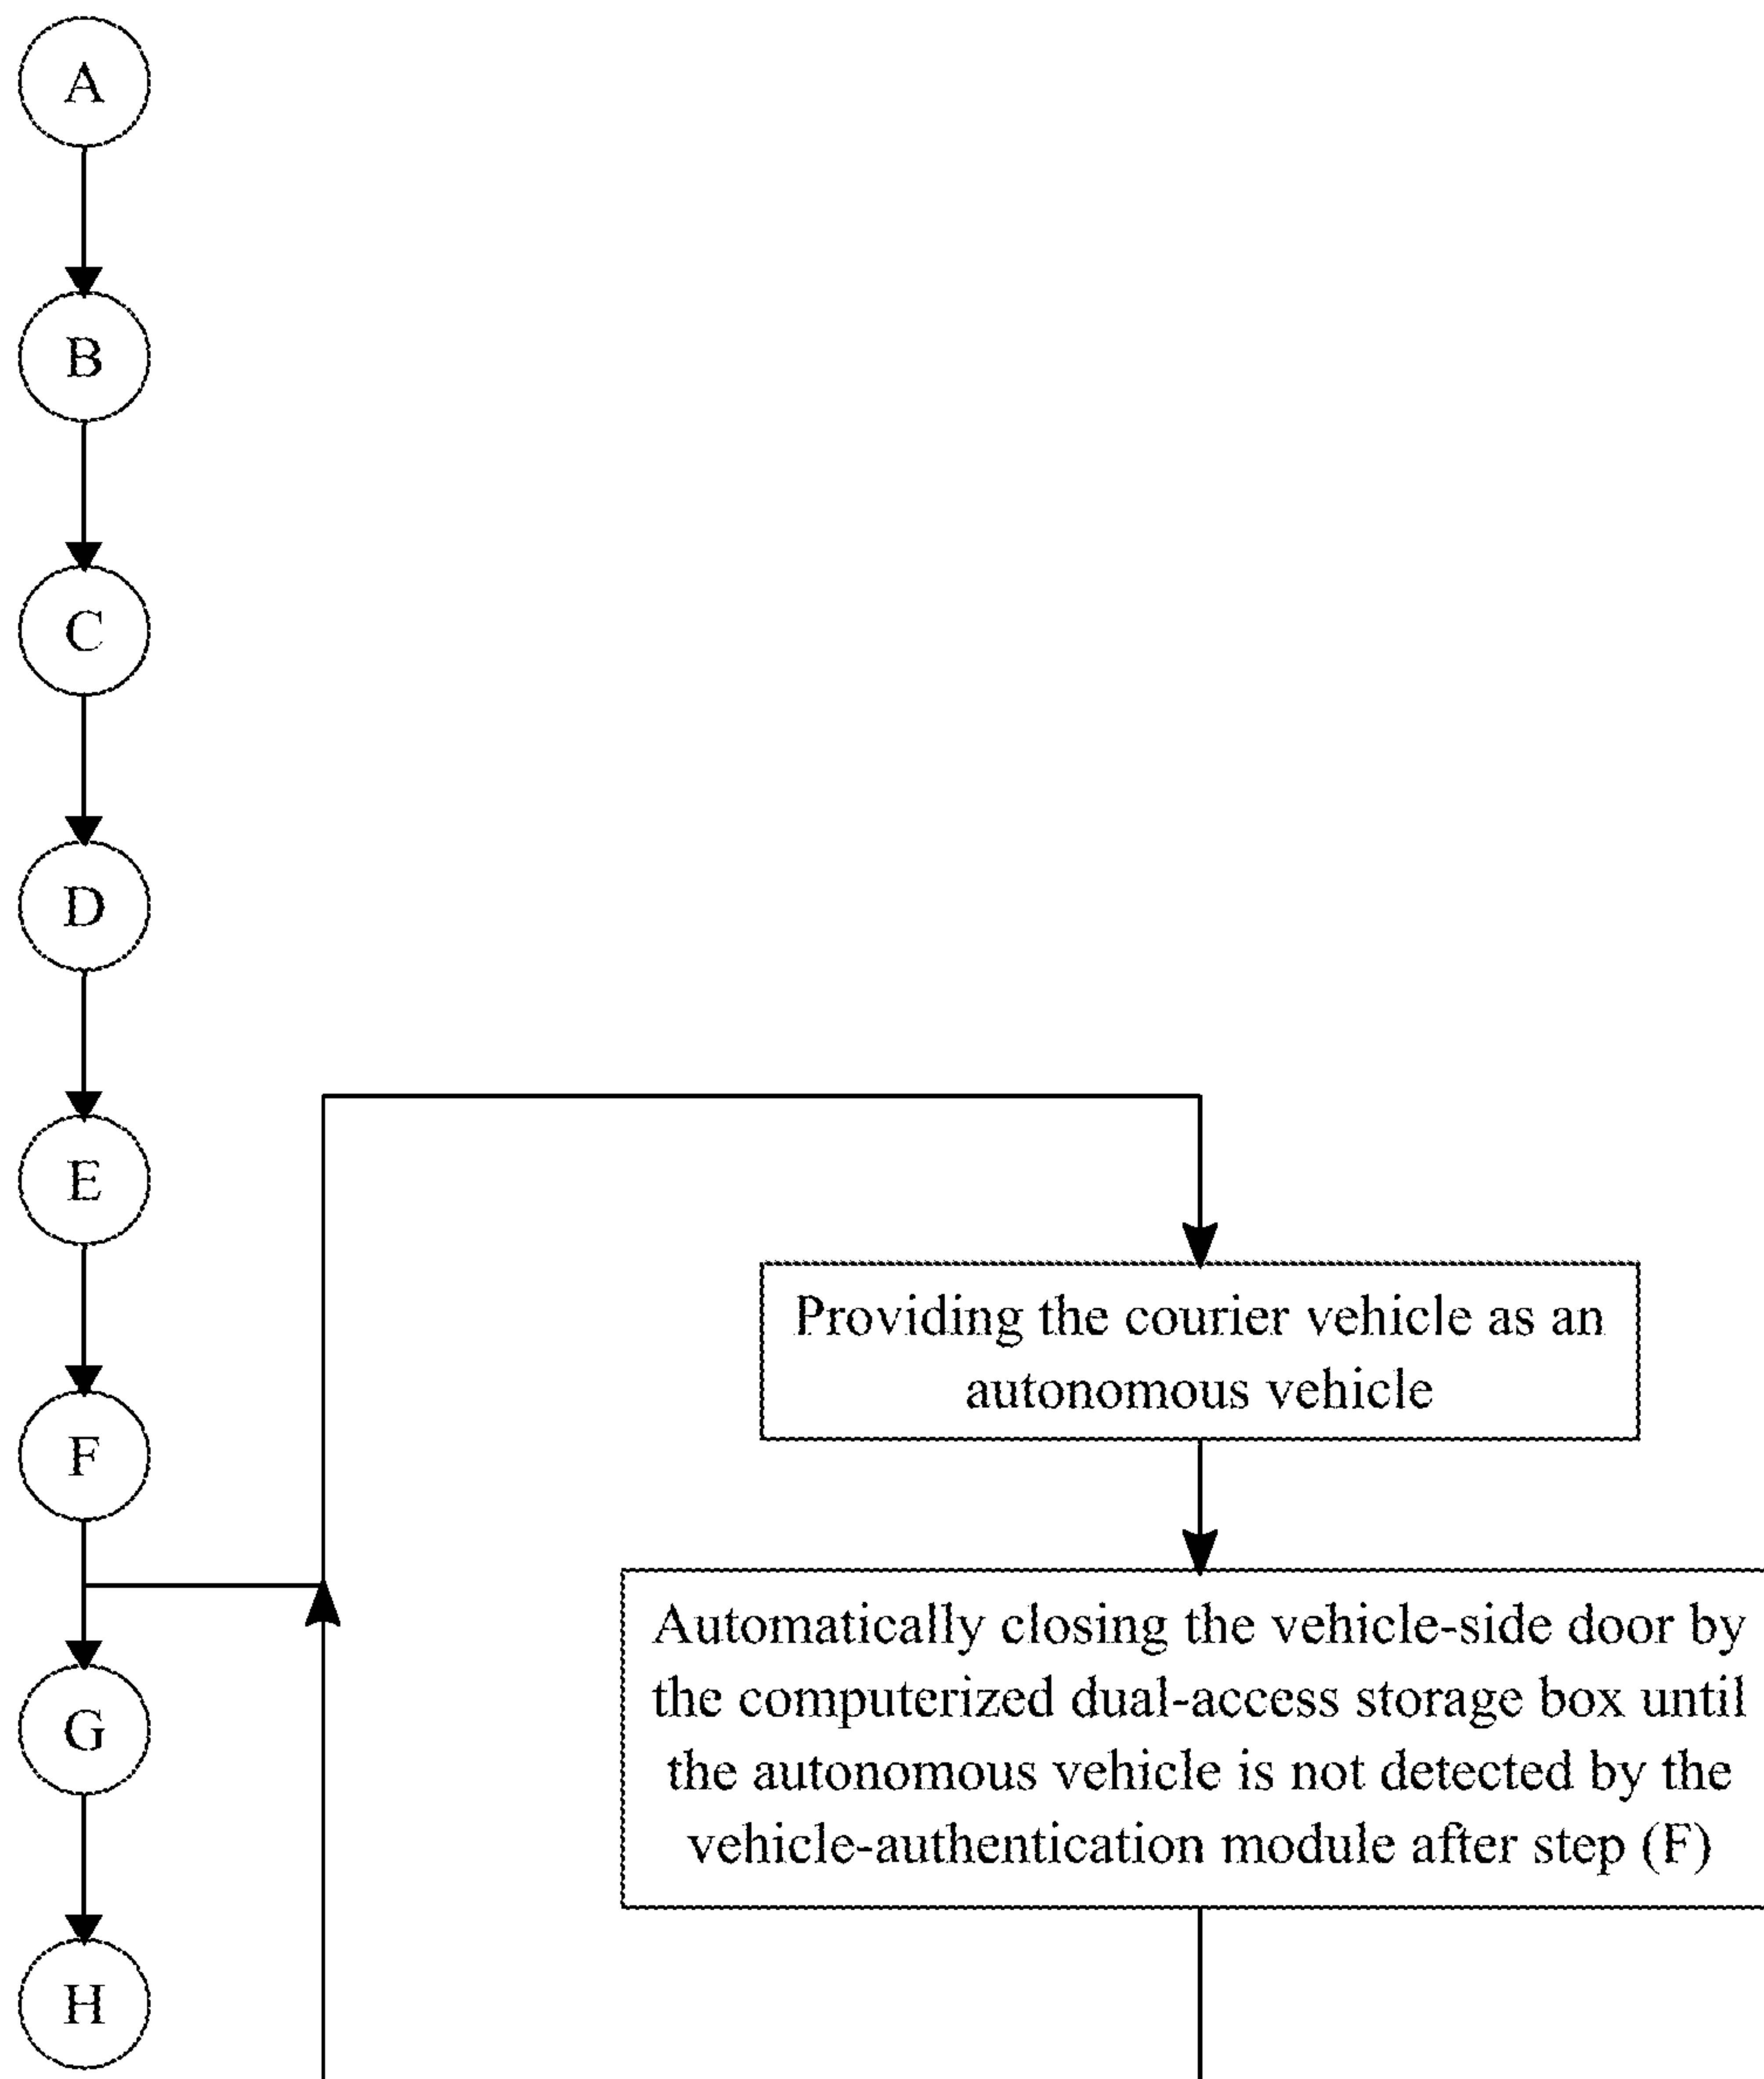 A
B
C
D
E
F
G
H
Providing the courier vehicle as an
autonomous vehicle
Automatically closing the vehicle-side door by
the computerized dual-access storage box until
the autonomous vehicle is not detected by the
vehicle-authentication module after step (F)